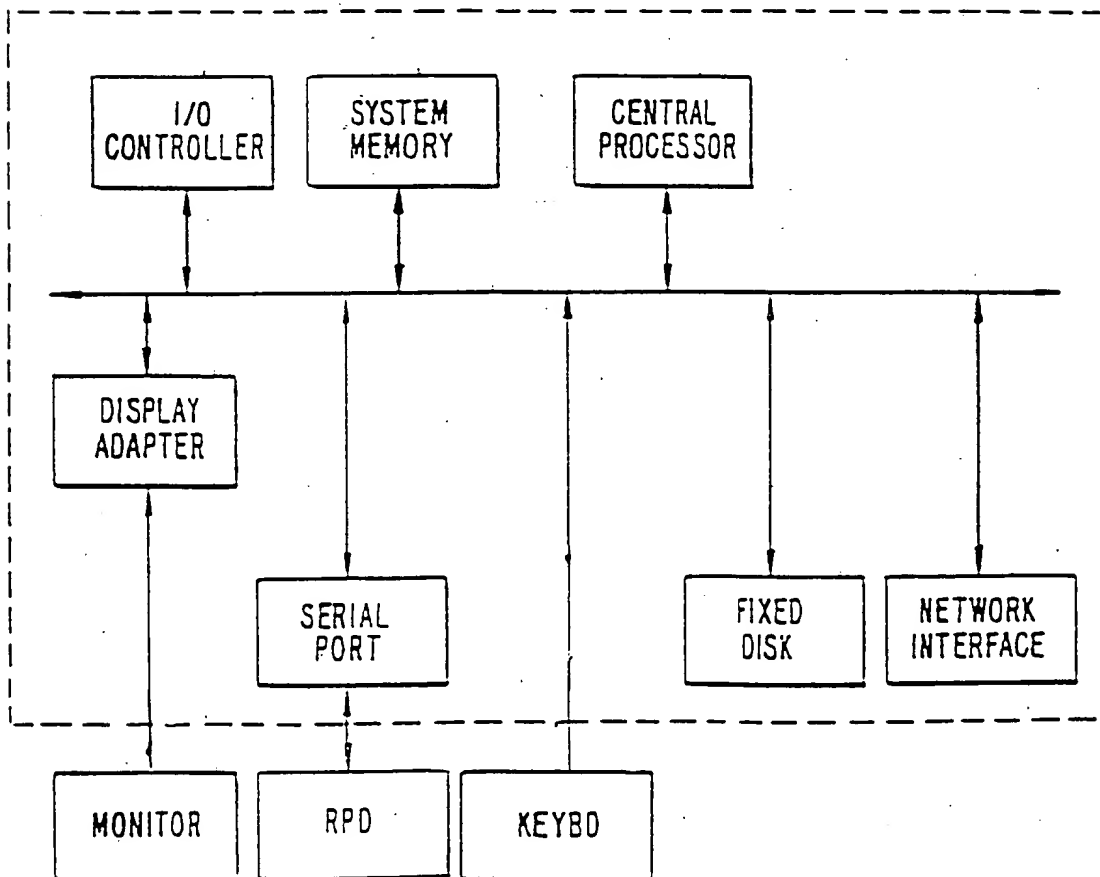 I/O
CONTROLLER
SYSTEM
MEMORY
CENTRAL
PROCESSOR
DISPLAY
ADAPTER
SERIAL
PORT
FIXED
DISK
NETWORK
INTERFACE
MONITOR
RPD
KEYBD